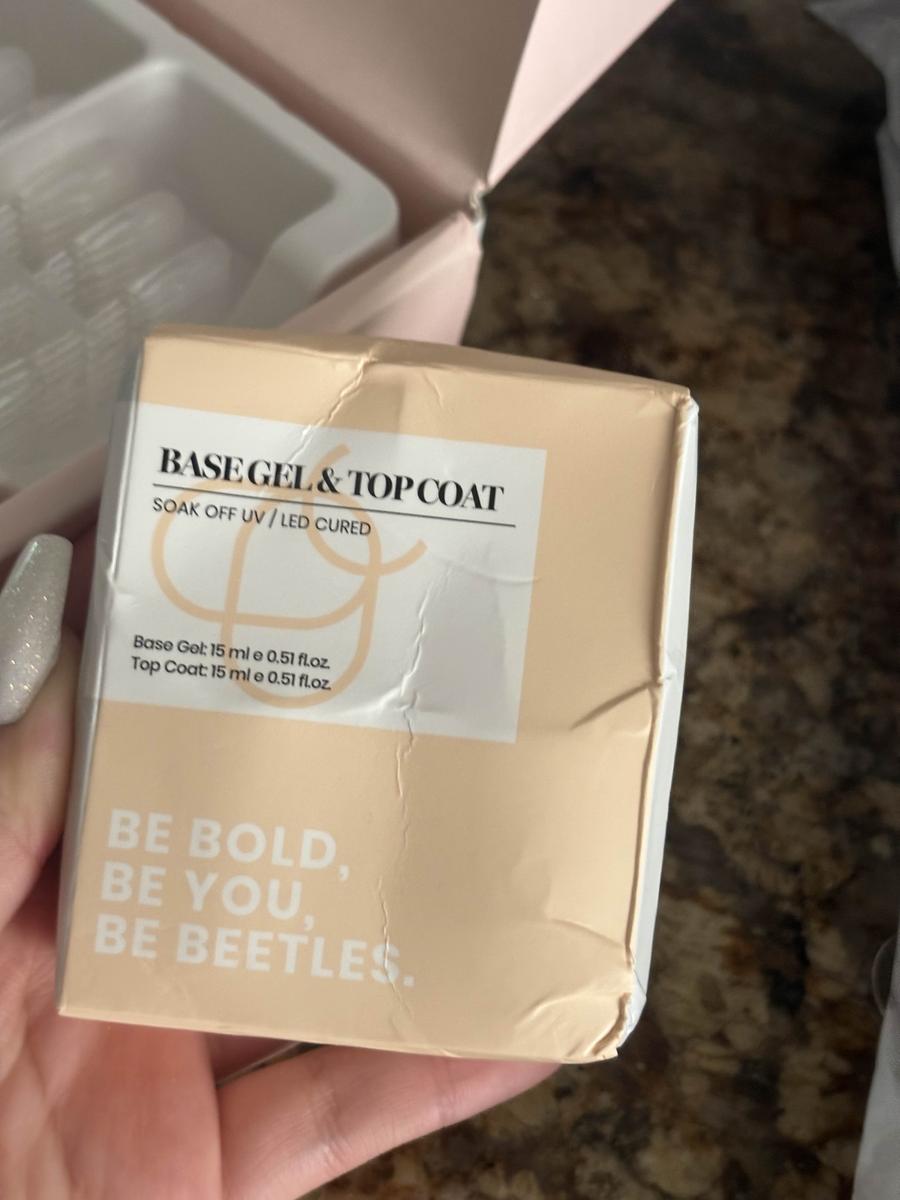 BASE GEL & TOP COAT
SOAK OFF UV / LED CURED
Base Gel: 15 ml e 0.51 fl.oz.
Top Coat: 15 ml e 0.51 fl.oz.
BE BOLD,
BE YOU,
BE BEETLES.